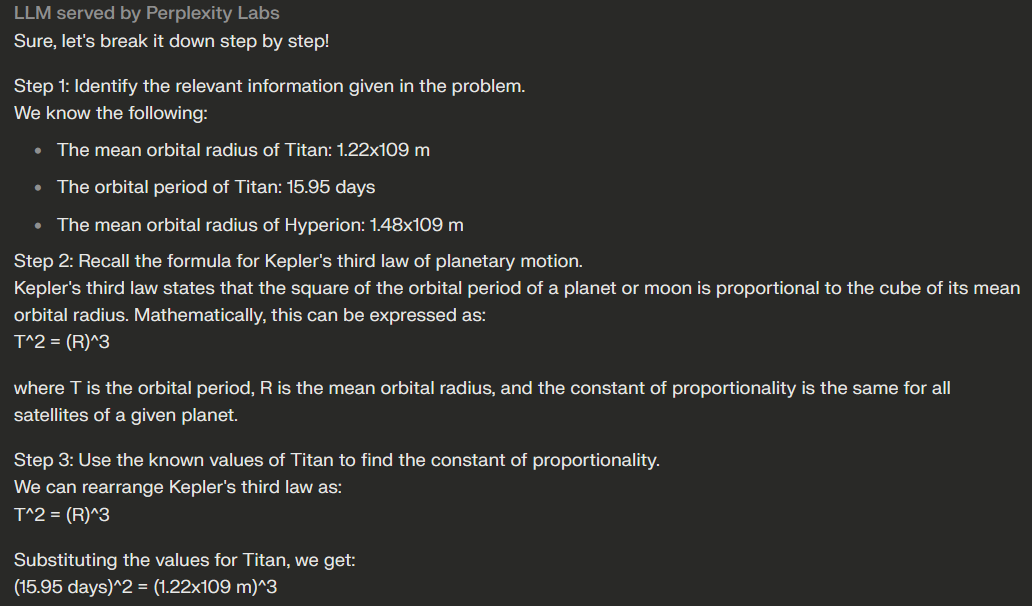 LLM served by Perplexity Labs
Sure, let's break it down step by step!
Step 1: Identify the relevant information given in the problem.
We know the following:
• The mean orbital radius of Titan: 1.22x109 m
• The orbital period of Titan: 15.95 days
• The mean orbital radius of Hyperion: 1.48x109 m
Step 2: Recall the formula for Kepler's third law of planetary motion.
Kepler's third law states that the square of the orbital period of a planet or moon is proportional to the cube of its mean
orbital radius. Mathematically, this can be expressed as:
T^2 = (R)^3
where T is the orbital period, R is the mean orbital radius, and the constant of proportionality is the same for all
satellites of a given planet.
Step 3: Use the known values of Titan to find the constant of proportionality.
We can rearrange Kepler's third law as:
T^2 = (R)^3
Substituting the values for Titan, we get:
(15.95 days)^2 = (1.22x109 m)^3